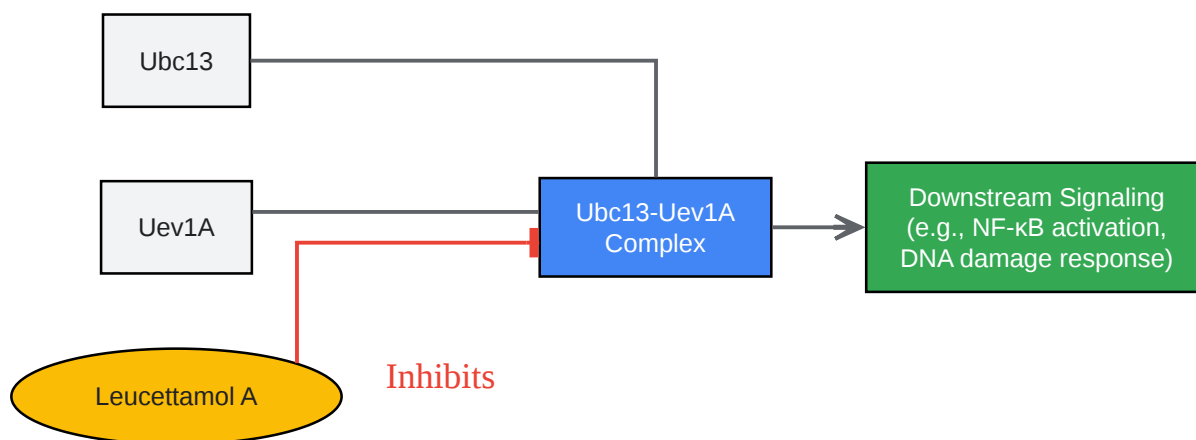 Ubc13
Uev1A
Ubc13-Uev1A
Complex
Downstream Signaling
(e.g., NF-κB activation,
DNA damage response)
Inhibits
Leucettamol A